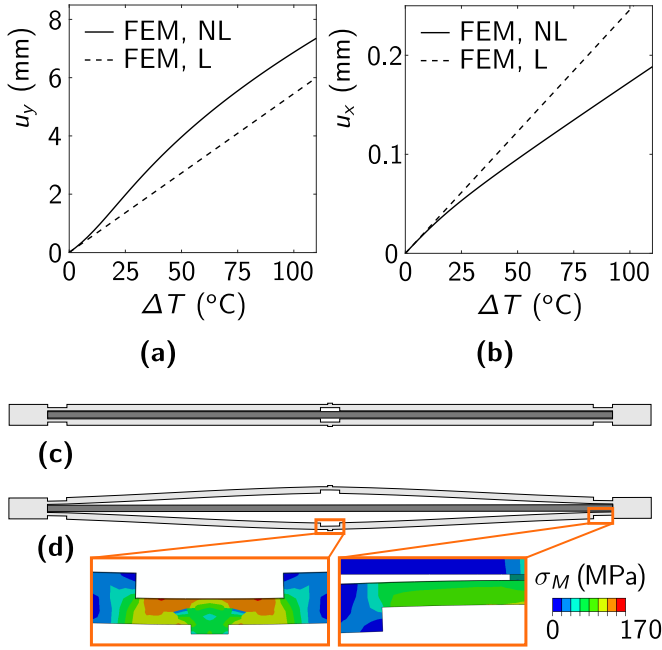 8
6
4
2
0
u_y (mm)
FEM, NL
FEM, L
0 25 50 75 100
ΔT (°C)
(a)
0.2
0.1
0
u_x (mm)
FEM, NL
FEM, L
0 25 50 75 100
ΔT (°C)
(b)
(c)
(d)
σ_M (MPa)
0 170